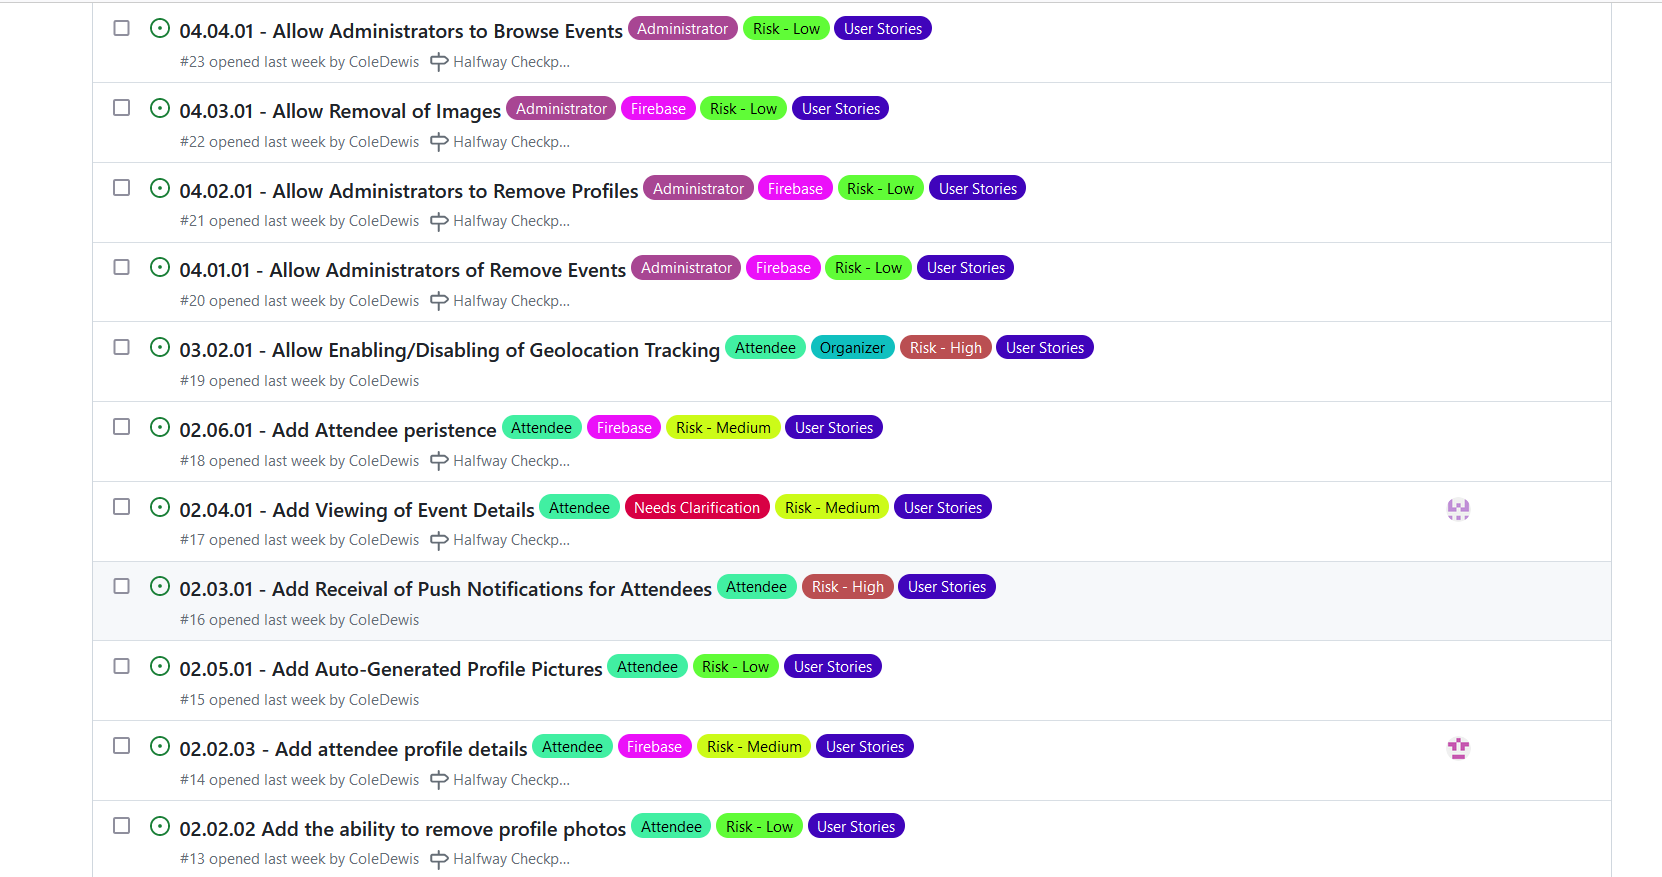 04.04.01 - Allow Administrators to Browse Events Administrator Risk - Low User Stories
#23 opened last week by ColeDewis Halfway Checkp...
04.03.01 - Allow Removal of Images Administrator Firebase Risk - Low User Stories
#22 opened last week by ColeDewis Halfway Checkp...
04.02.01 - Allow Administrators to Remove Profiles Administrator Firebase Risk - Low User Stories
#21 opened last week by ColeDewis Halfway Checkp...
04.01.01 - Allow Administrators of Remove Events Administrator Firebase Risk - Low User Stories
#20 opened last week by ColeDewis Halfway Checkp...
03.02.01 - Allow Enabling/Disabling of Geolocation Tracking Attendee Organizer Risk - High User Stories
#19 opened last week by ColeDewis
02.06.01 - Add Attendee peristence Attendee Firebase Risk - Medium User Stories
#18 opened last week by ColeDewis Halfway Checkp...
02.04.01 - Add Viewing of Event Details Attendee Needs Clarification Risk - Medium User Stories
#17 opened last week by ColeDewis Halfway Checkp...
02.03.01 - Add Receival of Push Notifications for Attendees Attendee Risk - High User Stories
#16 opened last week by ColeDewis
02.05.01 - Add Auto-Generated Profile Pictures Attendee Risk - Low User Stories
#15 opened last week by ColeDewis
02.02.03 - Add attendee profile details Attendee Firebase Risk - Medium User Stories
#14 opened last week by ColeDewis Halfway Checkp...
02.02.02 Add the ability to remove profile photos Attendee Risk - Low User Stories
#13 opened last week by ColeDewis Halfway Checkp...